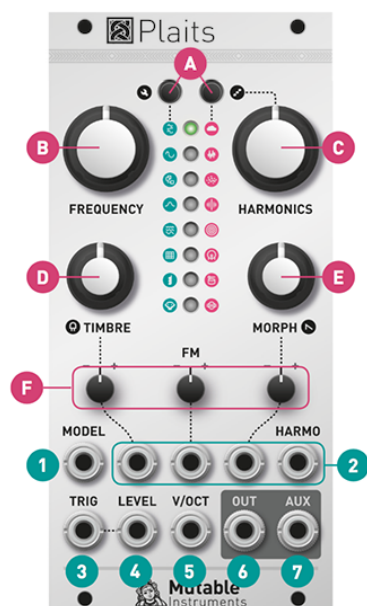 Plaits
A
B
C
FREQUENCY
HARMONICS
D
E
TIMBRE
MORPH
FM
- +
- +
- +
F
MODEL
HARMO
1
2
TRIG
LEVEL
V/OCT
OUT
AUX
3
4
5
6
7
Mutable
Instruments